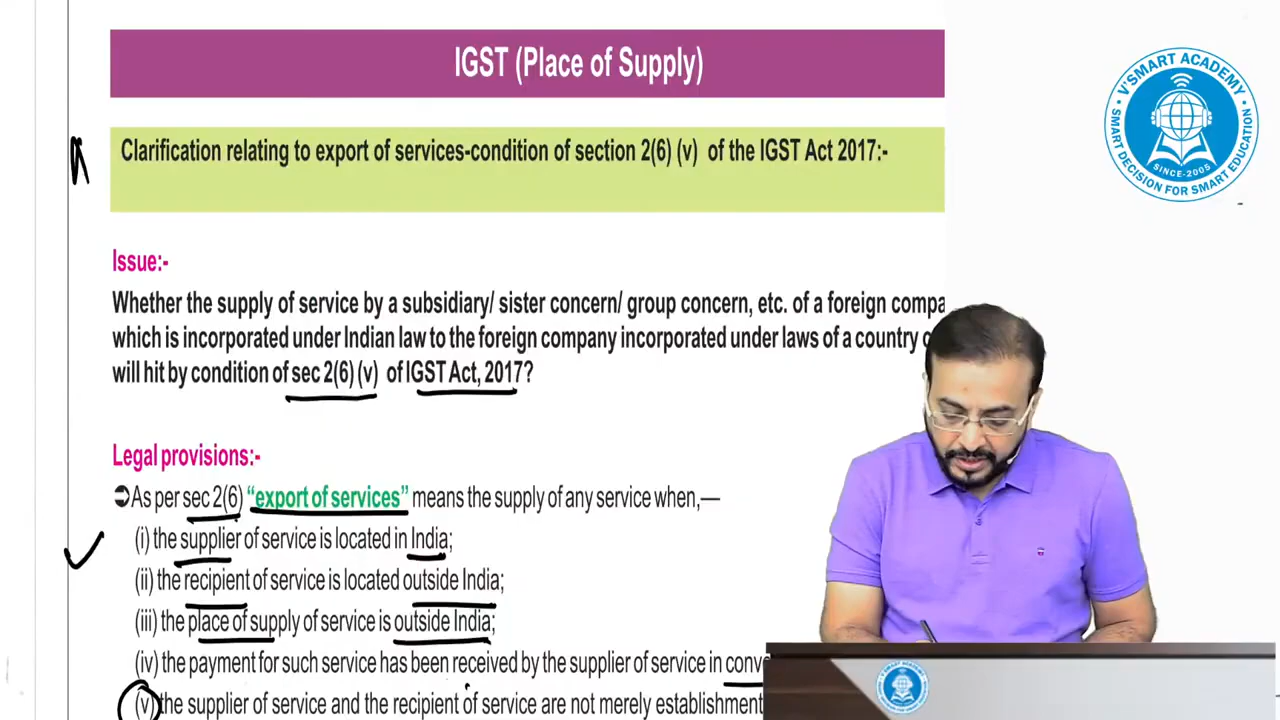 IGST (Place of Supply)
Clarification relating to export of services-condition of section 2(6) (v) of the IGST Act 2017:-
Issue:-
Whether the supply of service by a subsidiary/ sister concern/ group concern, etc. of a foreign compa
which is incorporated under Indian law to the foreign company incorporated under laws of a country
will hit by condition of sec 2(6) (v) of IGST Act, 2017?
Legal provisions:-
➲As per sec 2(6) “export of services” means the supply of any service when,—
(i) the supplier of service is located in India;
(ii) the recipient of service is located outside India;
(iii) the place of supply of service is outside India;
(iv) the payment for such service has been received by the supplier of service in conv
(v) the supplier of service and the recipient of service are not merely establishment
V'SMART ACADEMY
SINCE-2005
SMART DECISION FOR SMART EDUCATION